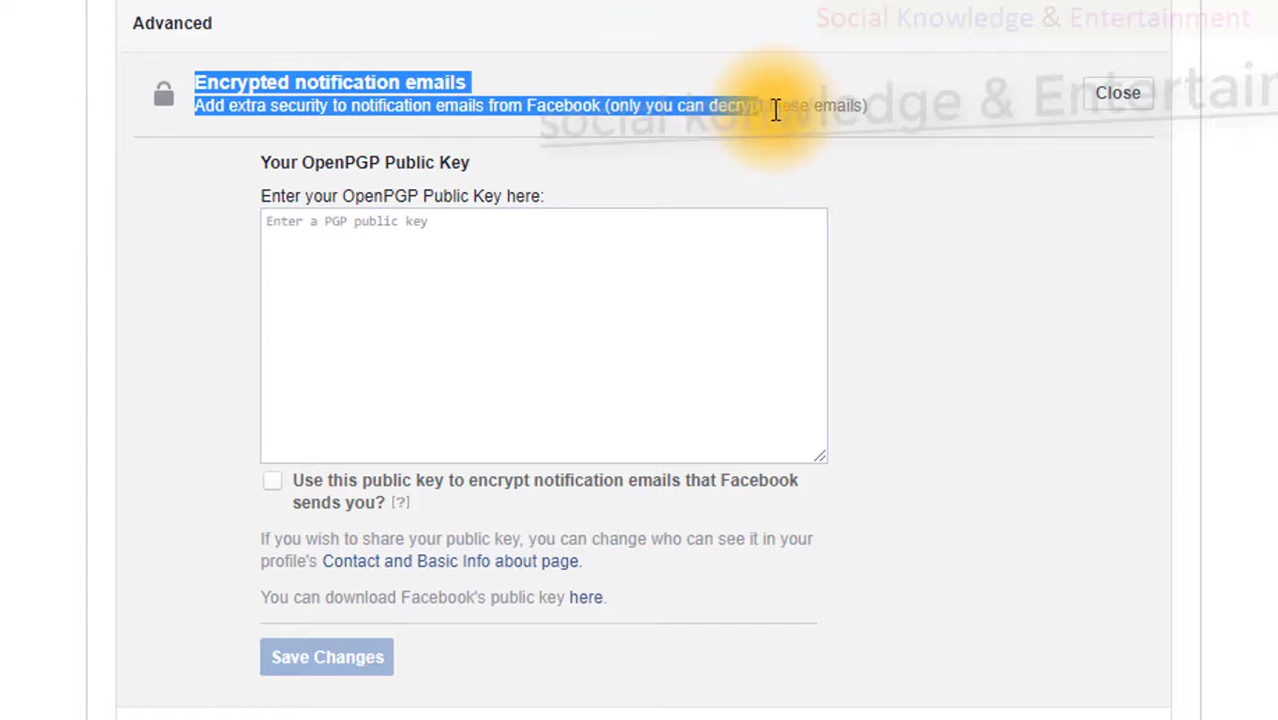 Social Knowledge & Entertainment
Advanced
Encrypted notification emails
Add extra security to notification emails from Facebook (only you can decrypt these emails)
Close
social knowledge & Entertain
Your OpenPGP Public Key
Enter your OpenPGP Public Key here:
Enter a PGP public key
Use this public key to encrypt notification emails that Facebook
sends you? [?]
If you wish to share your public key, you can change who can see it in your
profile's Contact and Basic Info about page.
You can download Facebook's public key here.
Save Changes